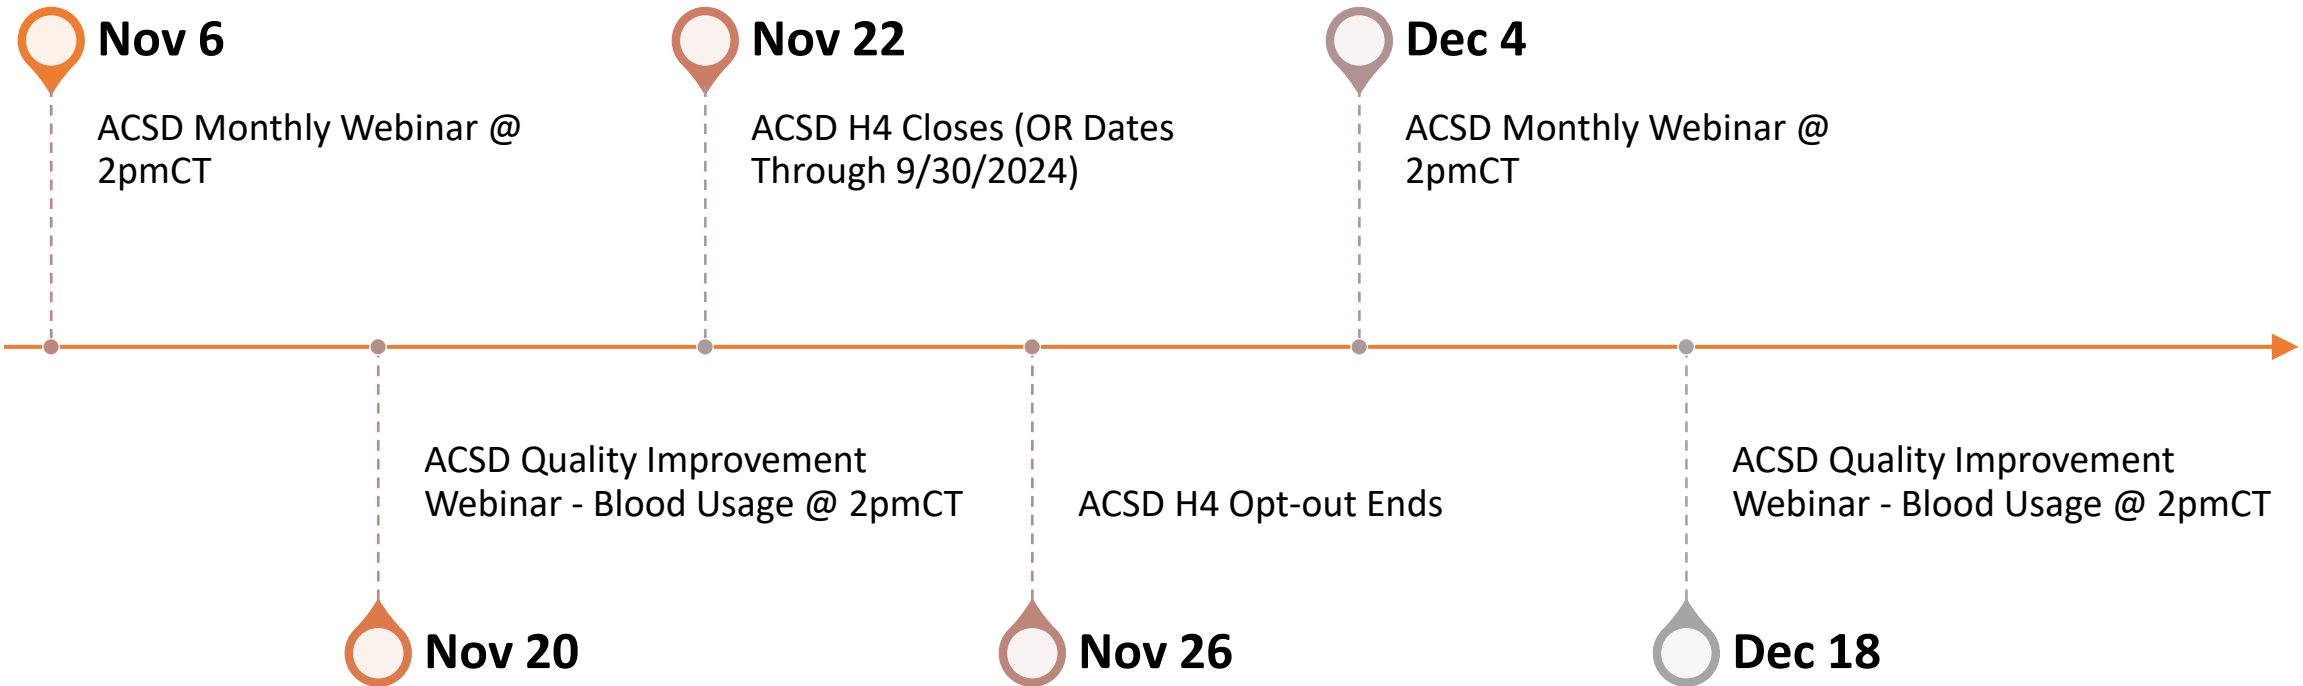 Nov 6
ACSD Monthly Webinar @
2pmCT
Nov 20
ACSD Quality Improvement
Webinar - Blood Usage @ 2pmCT
Nov 22
ACSD H4 Closes (OR Dates
Through 9/30/2024)
Nov 26
ACSD H4 Opt-out Ends
Dec 4
ACSD Monthly Webinar @
2pmCT
Dec 18
ACSD Quality Improvement
Webinar - Blood Usage @ 2pmCT